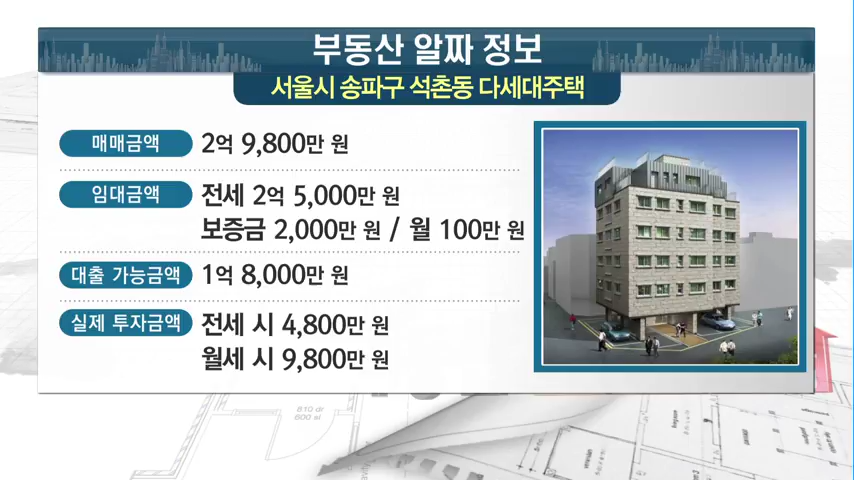 부동산 알짜 정보
서울시 송파구 석촌동 다세대주택
매매금액 2억 9,800만 원
임대금액 전세 2억 5,000만 원
보증금 2,000만 원 / 월 100만 원
대출 가능금액 1억 8,000만 원
실제 투자금액 전세 시 4,800만 원
월세 시 9,800만 원
810 dr
600 sl